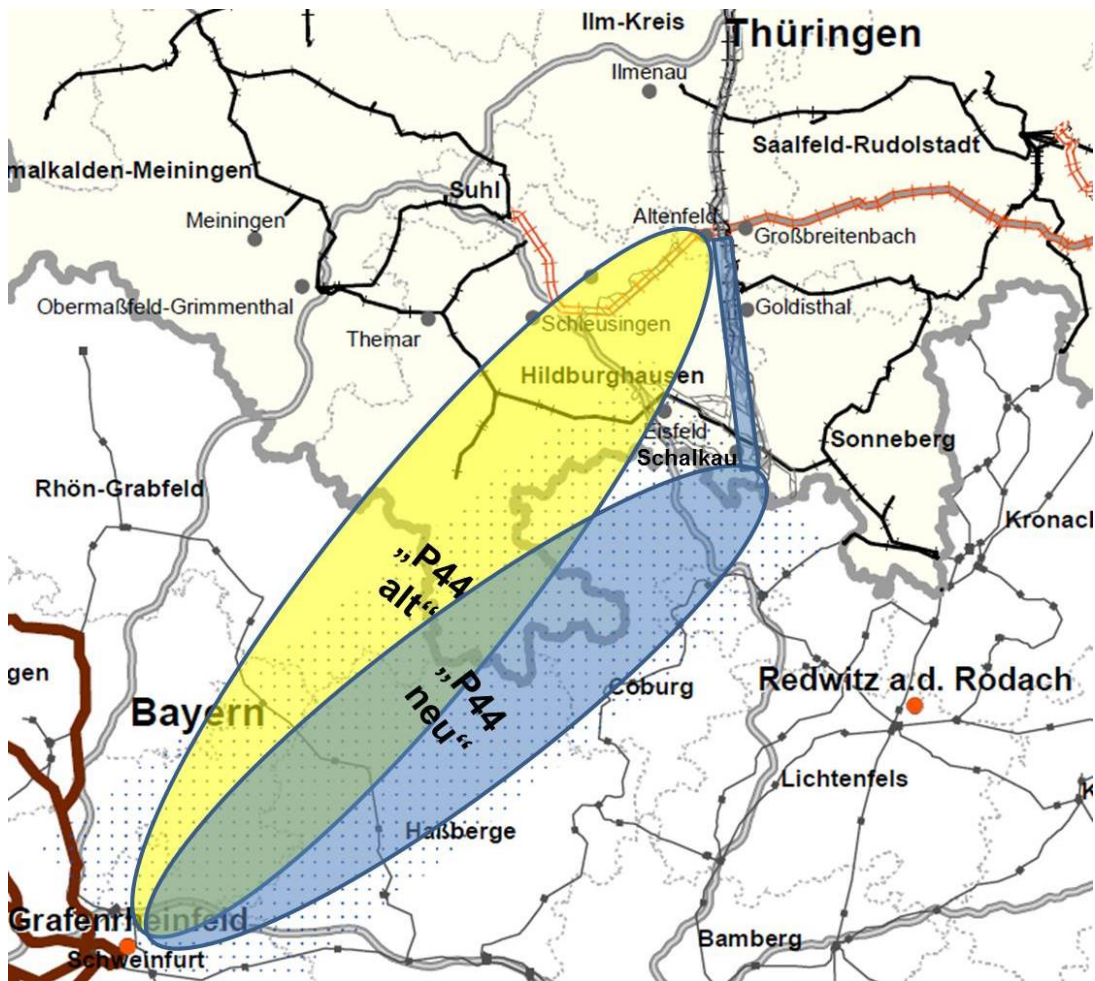 Ilm-Kreis
Thüringen
Ilmenau
Saalfeld-Rudolstadt
malkalden-Meiningen
Suhl
Meiningen
Altenfeld
Großbreitenbach
Obermaßfeld-Grimmenthal
Goldisthal
Themar
Schleusingen
Hildburghausen
Eisfeld
Schalkau
Sonneberg
Rhön-Grabfeld
Kronach
„P44
alt“
„P44
neu“
gen
Coburg
Redwitz a.d. Rodach
Bayern
Lichtenfels
K
Haßberge
Grafenrheinfeld
Schweinfurt
Bamberg